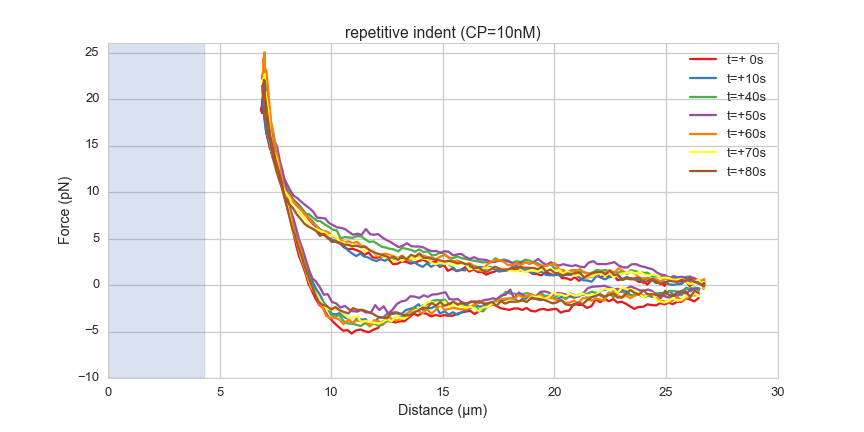 repetitive indent (CP=10nM)
25
20
15
10
5
0
−5
−10
Force (pN)
t=+ 0s
t=+10s
t=+40s
t=+50s
t=+60s
t=+70s
t=+80s
0 5 10 15 20 25 30
Distance (µm)